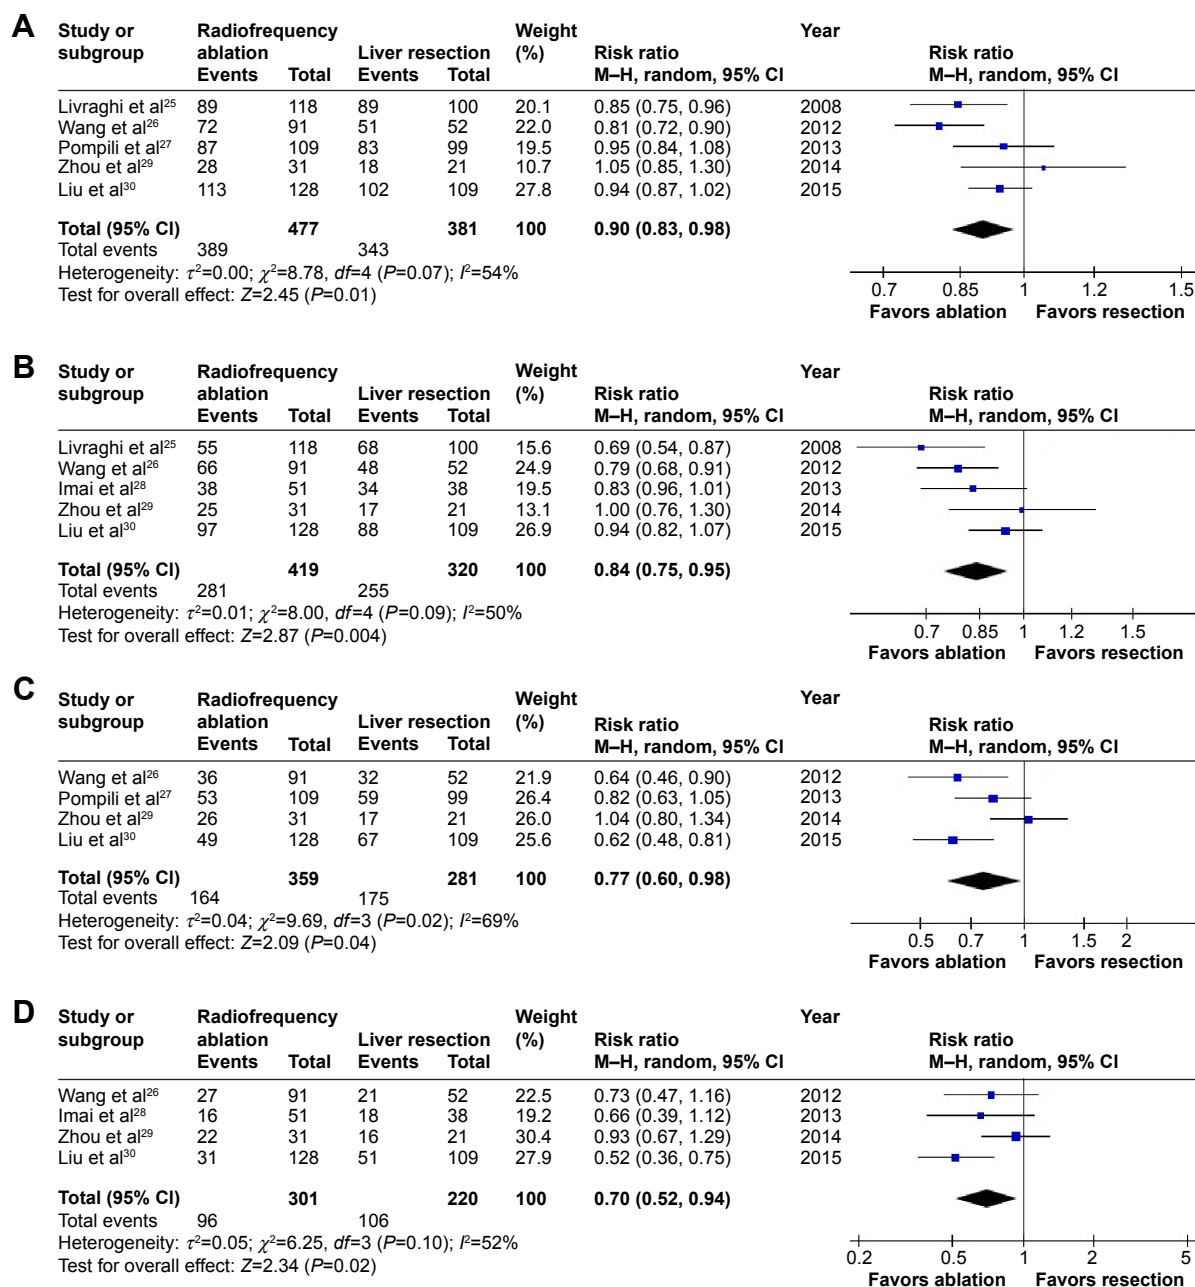 A
Study or subgroup Radiofrequency ablation Liver resection Weight (%) Risk ratio M–H, random, 95% CI Year Risk ratio M–H, random, 95% CI
Events Total Events Total
Livraghi et al25 89 118 89 100 20.1 0.85 (0.75, 0.96) 2008
Wang et al26 72 91 51 52 22.0 0.81 (0.72, 0.90) 2012
Pompili et al27 87 109 83 99 19.5 0.95 (0.84, 1.08) 2013
Zhou et al29 28 31 18 21 10.7 1.05 (0.85, 1.30) 2014
Liu et al30 113 128 102 109 27.8 0.94 (0.87, 1.02) 2015
Total (95% CI) 477 381 100 0.90 (0.83, 0.98)
Total events 389 343
Heterogeneity: τ2=0.00; χ2=8.78, df=4 (P=0.07); I2=54%
Test for overall effect: Z=2.45 (P=0.01)
0.7 0.85 1 1.2 1.5
Favors ablation Favors resection
B
Study or subgroup Radiofrequency ablation Liver resection Weight (%) Risk ratio M–H, random, 95% CI Year Risk ratio M–H, random, 95% CI
Events Total Events Total
Livraghi et al25 55 118 68 100 15.6 0.69 (0.54, 0.87) 2008
Wang et al26 66 91 48 52 24.9 0.79 (0.68, 0.91) 2012
Imai et al28 38 51 34 38 19.5 0.83 (0.96, 1.01) 2013
Zhou et al29 25 31 17 21 13.1 1.00 (0.76, 1.30) 2014
Liu et al30 97 128 88 109 26.9 0.94 (0.82, 1.07) 2015
Total (95% CI) 419 320 100 0.84 (0.75, 0.95)
Total events 281 255
Heterogeneity: τ2=0.01; χ2=8.00, df=4 (P=0.09); I2=50%
Test for overall effect: Z=2.87 (P=0.004)
0.7 0.85 1 1.2 1.5
Favors ablation Favors resection
C
Study or subgroup Radiofrequency ablation Liver resection Weight (%) Risk ratio M–H, random, 95% CI Year Risk ratio M–H, random, 95% CI
Events Total Events Total
Wang et al26 36 91 32 52 21.9 0.64 (0.46, 0.90) 2012
Pompili et al27 53 109 59 99 26.4 0.82 (0.63, 1.05) 2013
Zhou et al29 26 31 17 21 26.0 1.04 (0.80, 1.34) 2014
Liu et al30 49 128 67 109 25.6 0.62 (0.48, 0.81) 2015
Total (95% CI) 359 281 100 0.77 (0.60, 0.98)
Total events 164 175
Heterogeneity: τ2=0.04; χ2=9.69, df=3 (P=0.02); I2=69%
Test for overall effect: Z=2.09 (P=0.04)
0.5 0.7 1 1.5 2
Favors ablation Favors resection
D
Study or subgroup Radiofrequency ablation Liver resection Weight (%) Risk ratio M–H, random, 95% CI Year Risk ratio M–H, random, 95% CI
Events Total Events Total
Wang et al26 27 91 21 52 22.5 0.73 (0.47, 1.16) 2012
Imai et al28 16 51 18 38 19.2 0.66 (0.39, 1.12) 2013
Zhou et al29 22 31 16 21 30.4 0.93 (0.67, 1.29) 2014
Liu et al30 31 128 51 109 27.9 0.52 (0.36, 0.75) 2015
Total (95% CI) 301 220 100 0.70 (0.52, 0.94)
Total events 96 106
Heterogeneity: τ2=0.05; χ2=6.25, df=3 (P=0.10); I2=52%
Test for overall effect: Z=2.34 (P=0.02)
0.2 0.5 1 2 5
Favors ablation Favors resection